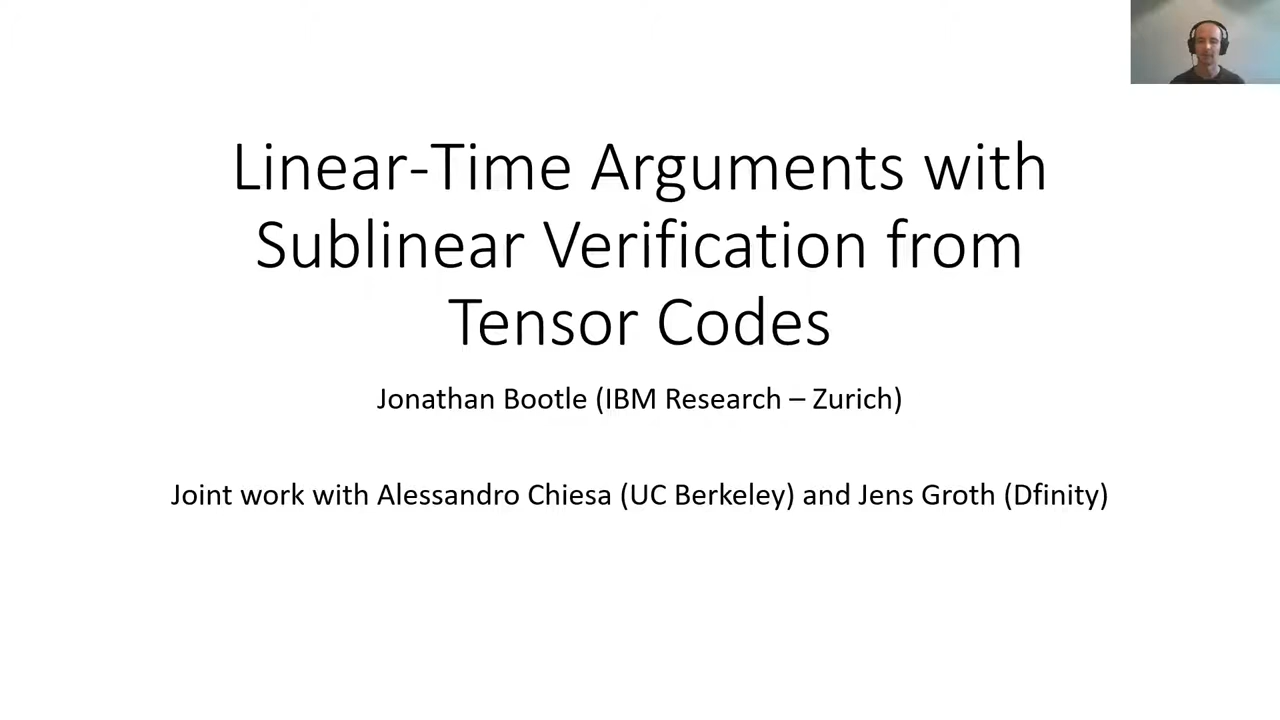 Linear-Time Arguments with
Sublinear Verification from
Tensor Codes
Jonathan Bootle (IBM Research – Zurich)
Joint work with Alessandro Chiesa (UC Berkeley) and Jens Groth (Dfinity)